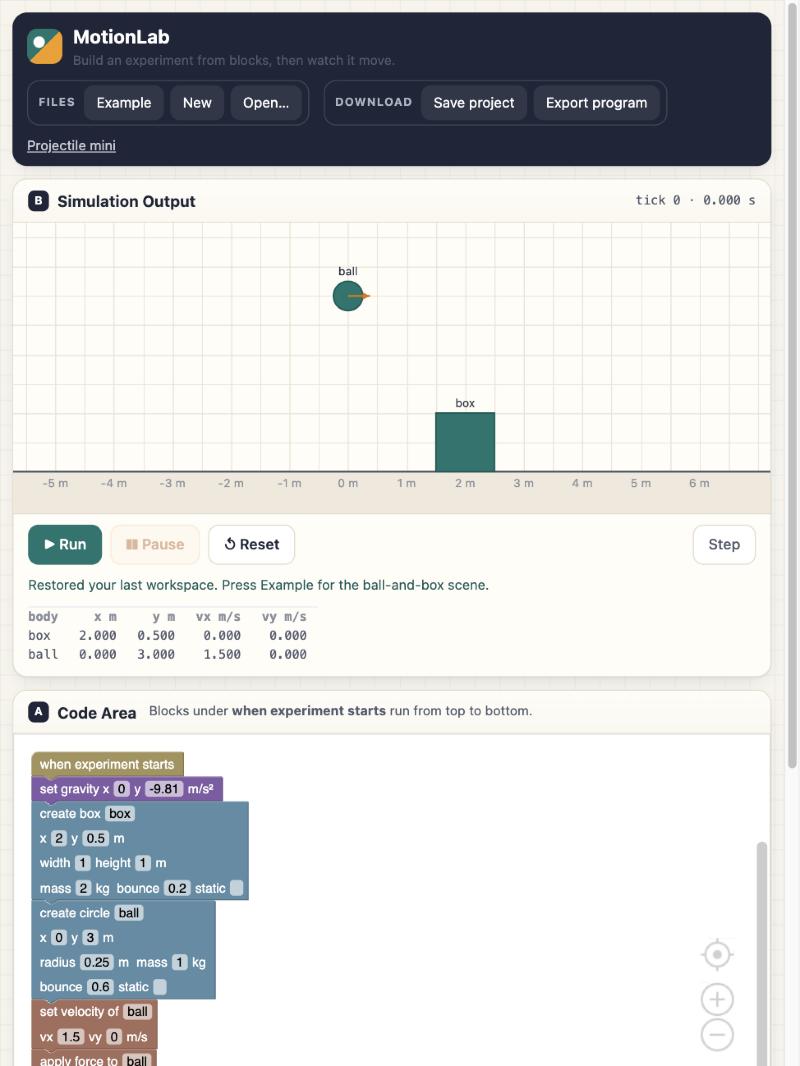 MotionLab
Build an experiment from blocks, then watch it move.
FILES Example New Open... DOWNLOAD Save project Export program
Projectile mini
B Simulation Output tick 0 · 0.000 s
ball
box
-5 m -4 m -3 m -2 m -1 m 0 m 1 m 2 m 3 m 4 m 5 m 6 m
Run Pause Reset Step
Restored your last workspace. Press Example for the ball-and-box scene.
body x m y m vx m/s vy m/s
box 2.000 0.500 0.000 0.000
ball 0.000 3.000 1.500 0.000
A Code Area Blocks under when experiment starts run from top to bottom.
when experiment starts
set gravity x 0 y -9.81 m/s²
create box box
x 2 y 0.5 m
width 1 height 1 m
mass 2 kg bounce 0.2 static
create circle ball
x 0 y 3 m
radius 0.25 m mass 1 kg
bounce 0.6 static
set velocity of ball
vx 1.5 vy 0 m/s
apply force to ball